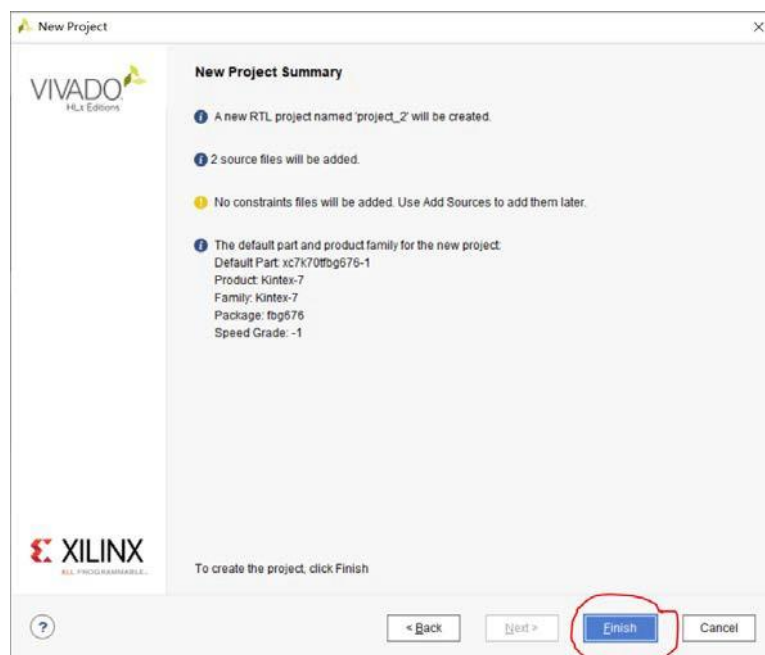 New Project
VIVADO
HLx Editions
New Project Summary
A new RTL project named 'project_2' will be created.
2 source files will be added.
No constraints files will be added. Use Add Sources to add them later.
The default part and product family for the new project:
Default Part: xc7k70tfbg676-1
Product: Kintex-7
Family: Kintex-7
Package: fbg676
Speed Grade: -1
XILINX
ALL PROGRAMMABLE.
To create the project, click Finish
?
< Back
Next >
Finish
Cancel